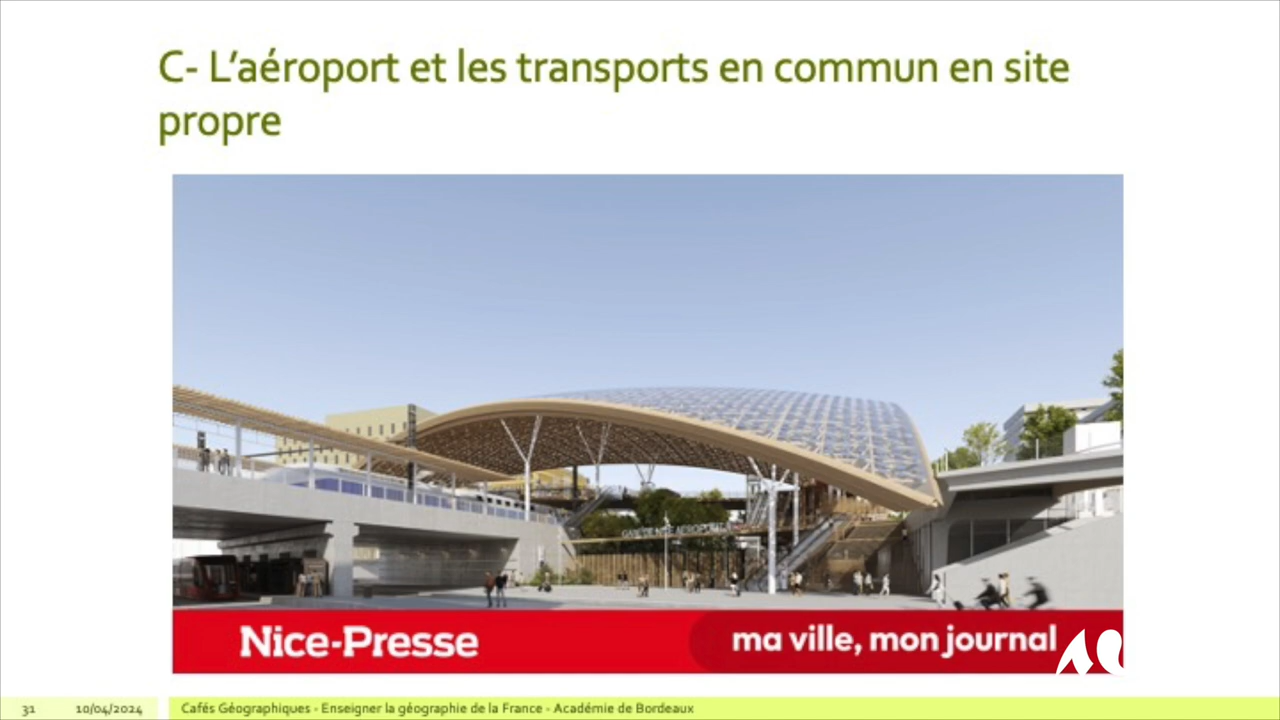 C- L’aéroport et les transports en commun en site
propre
Nice-Presse
ma ville, mon journal
31
10/04/2024
Cafés Géographiques - Enseigner la géographie de la France - Académie de Bordeaux